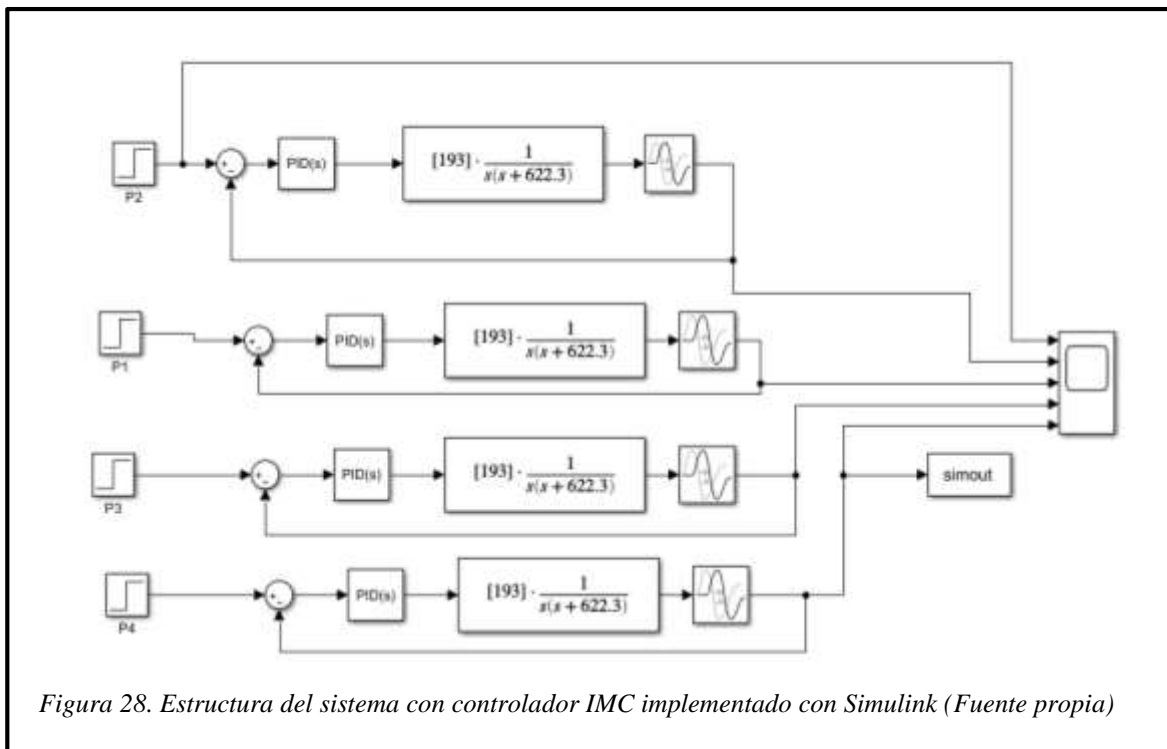 P2
+
-
PID(s)
[193] · 1 / s(s + 622.3)
P1
+
-
PID(s)
[193] · 1 / s(s + 622.3)
P3
+
-
PID(s)
[193] · 1 / s(s + 622.3)
simout
P4
+
-
PID(s)
[193] · 1 / s(s + 622.3)
Figura 28. Estructura del sistema con controlador IMC implementado con Simulink (Fuente propia)